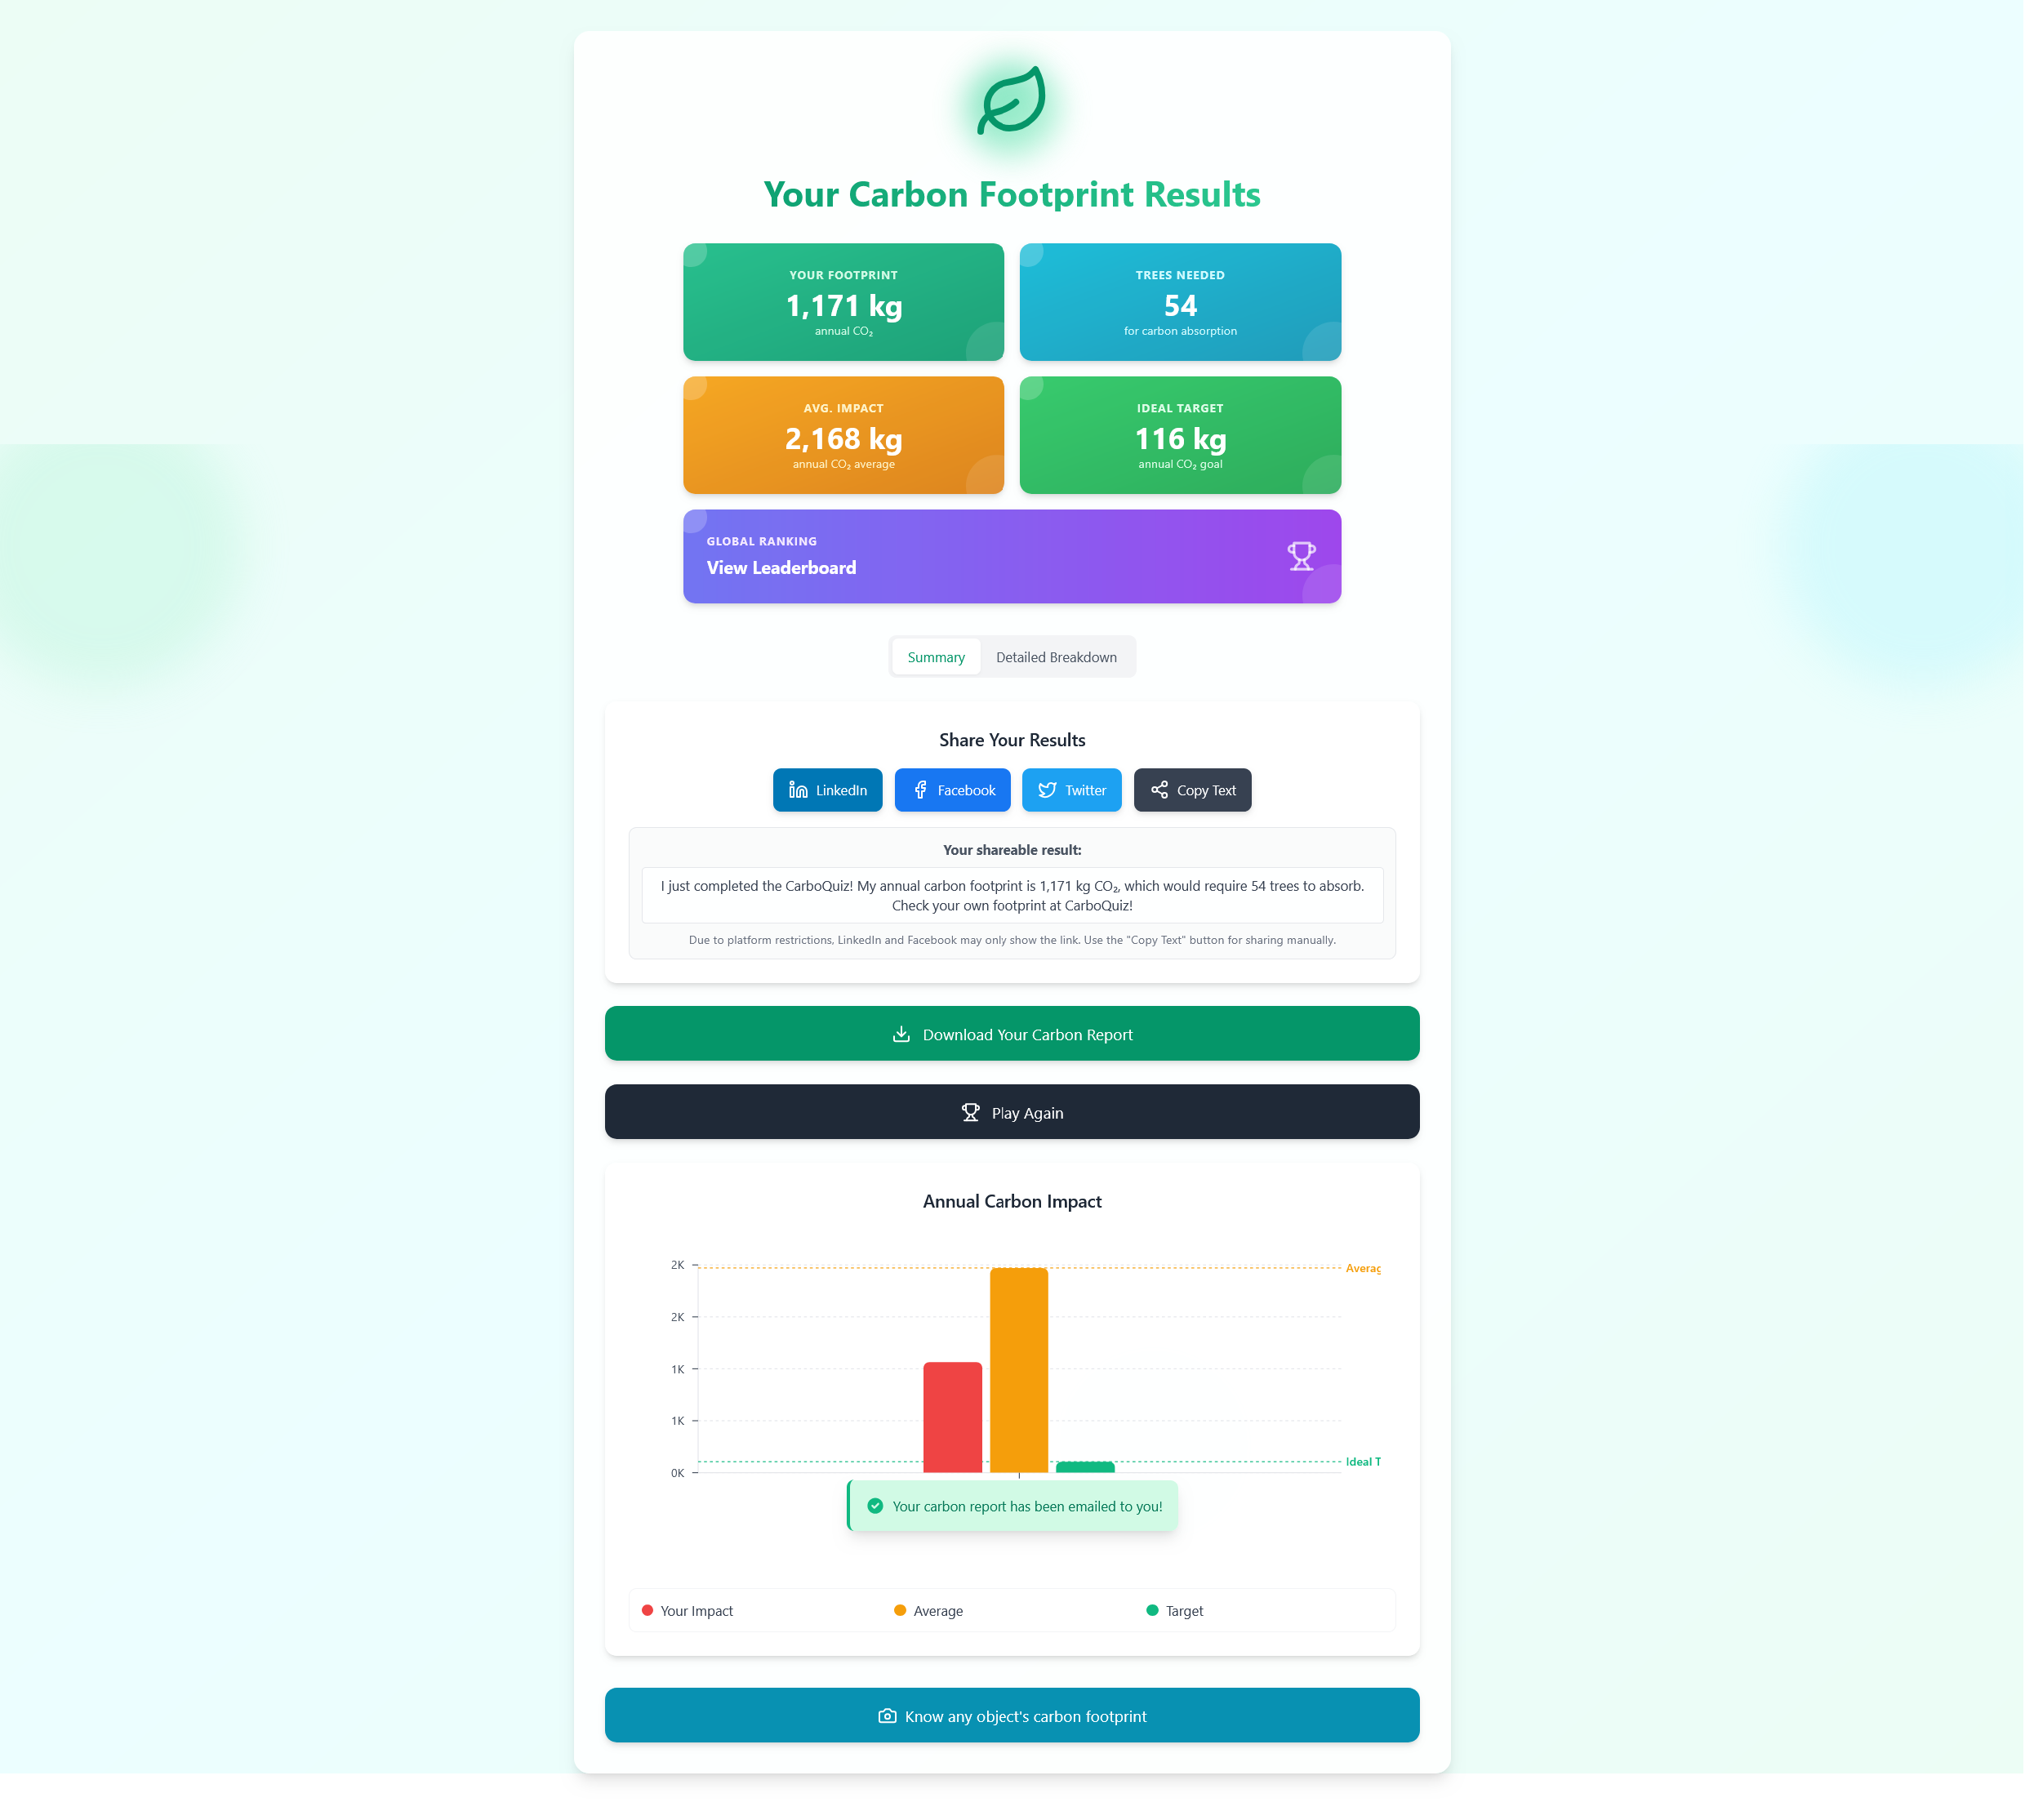 Your Carbon Footprint Results
YOUR FOOTPRINT
1,171 kg
annual CO₂
TREES NEEDED
54
for carbon absorption
AVG. IMPACT
2,168 kg
annual CO₂ average
IDEAL TARGET
116 kg
annual CO₂ goal
GLOBAL RANKING
View Leaderboard
Summary
Detailed Breakdown
Share Your Results
LinkedIn
Facebook
Twitter
Copy Text
Your shareable result:
I just completed the CarboQuiz! My annual carbon footprint is 1,171 kg CO₂, which would require 54 trees to absorb.
Check your own footprint at CarboQuiz!
Due to platform restrictions, LinkedIn and Facebook may only show the link. Use the "Copy Text" button for sharing manually.
Download Your Carbon Report
Play Again
Annual Carbon Impact
2K
Averag
2K
1K
1K
Ideal T
0K
Your carbon report has been emailed to you!
Your Impact
Average
Target
Know any object's carbon footprint